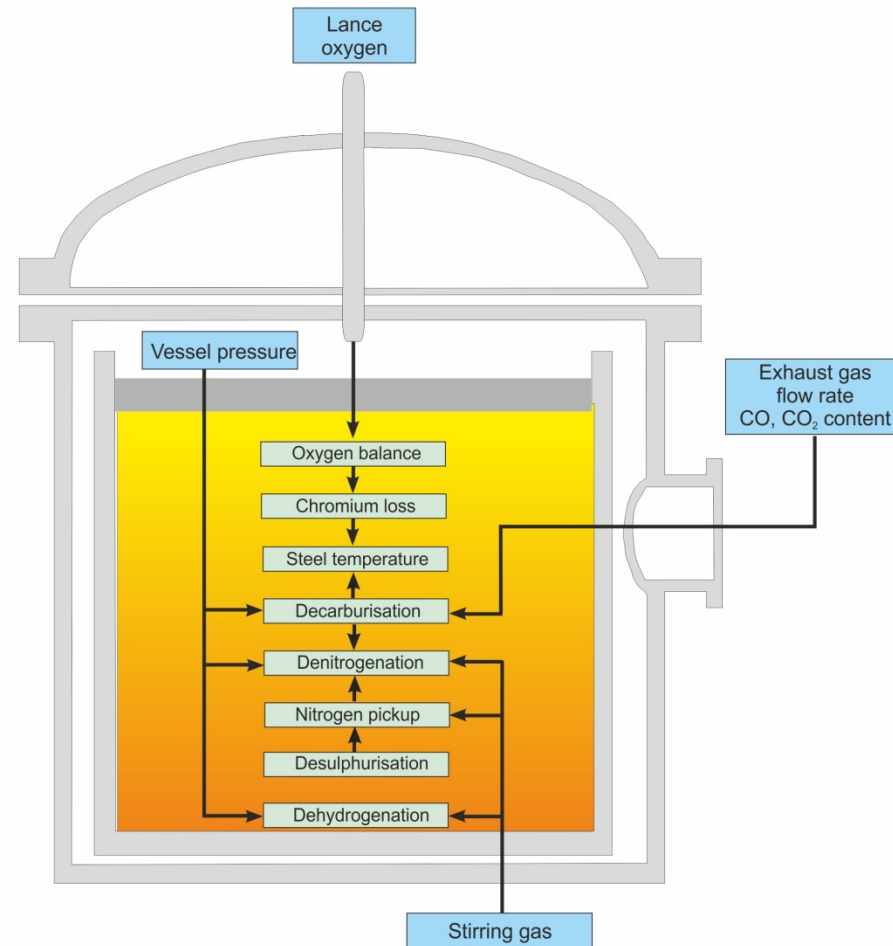 Lance
oxygen
Vessel pressure
Exhaust gas
flow rate
CO, CO₂ content
Oxygen balance
Chromium loss
Steel temperature
Decarburisation
Denitrogenation
Nitrogen pickup
Desulphurisation
Dehydrogenation
Stirring gas